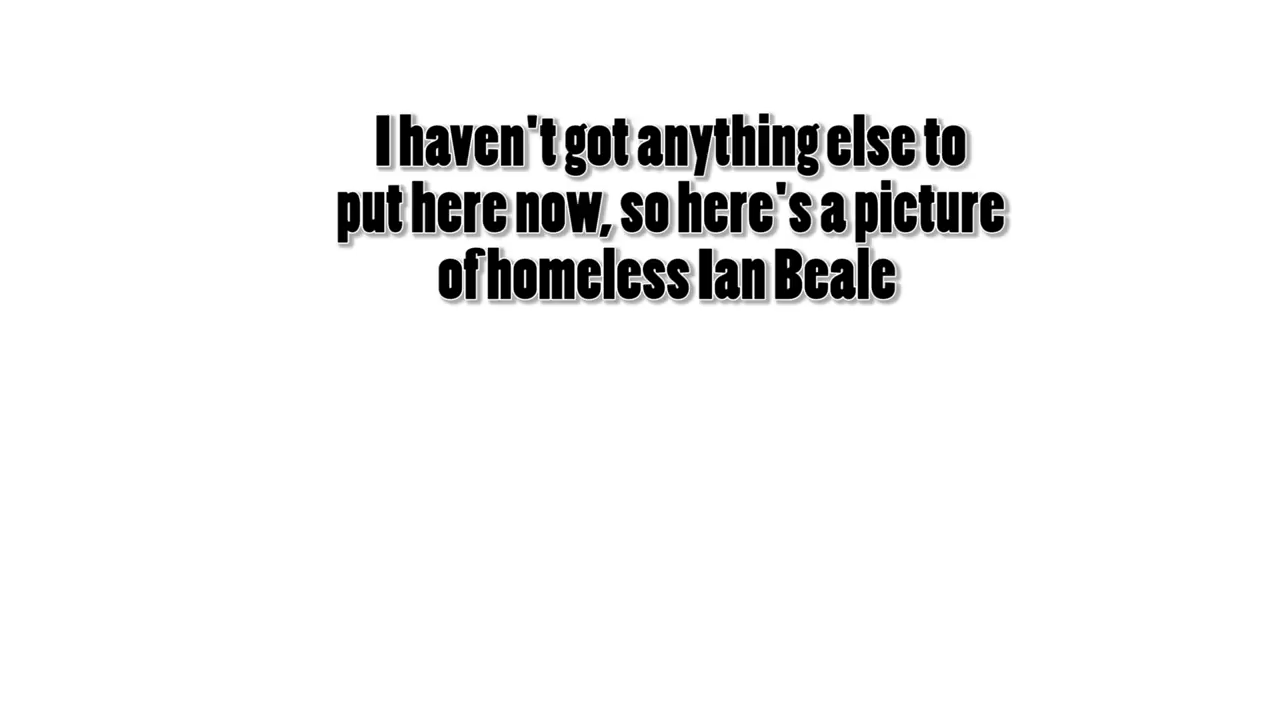 I haven't got anything else to
put here now, so here's a picture
of homeless Ian Beale